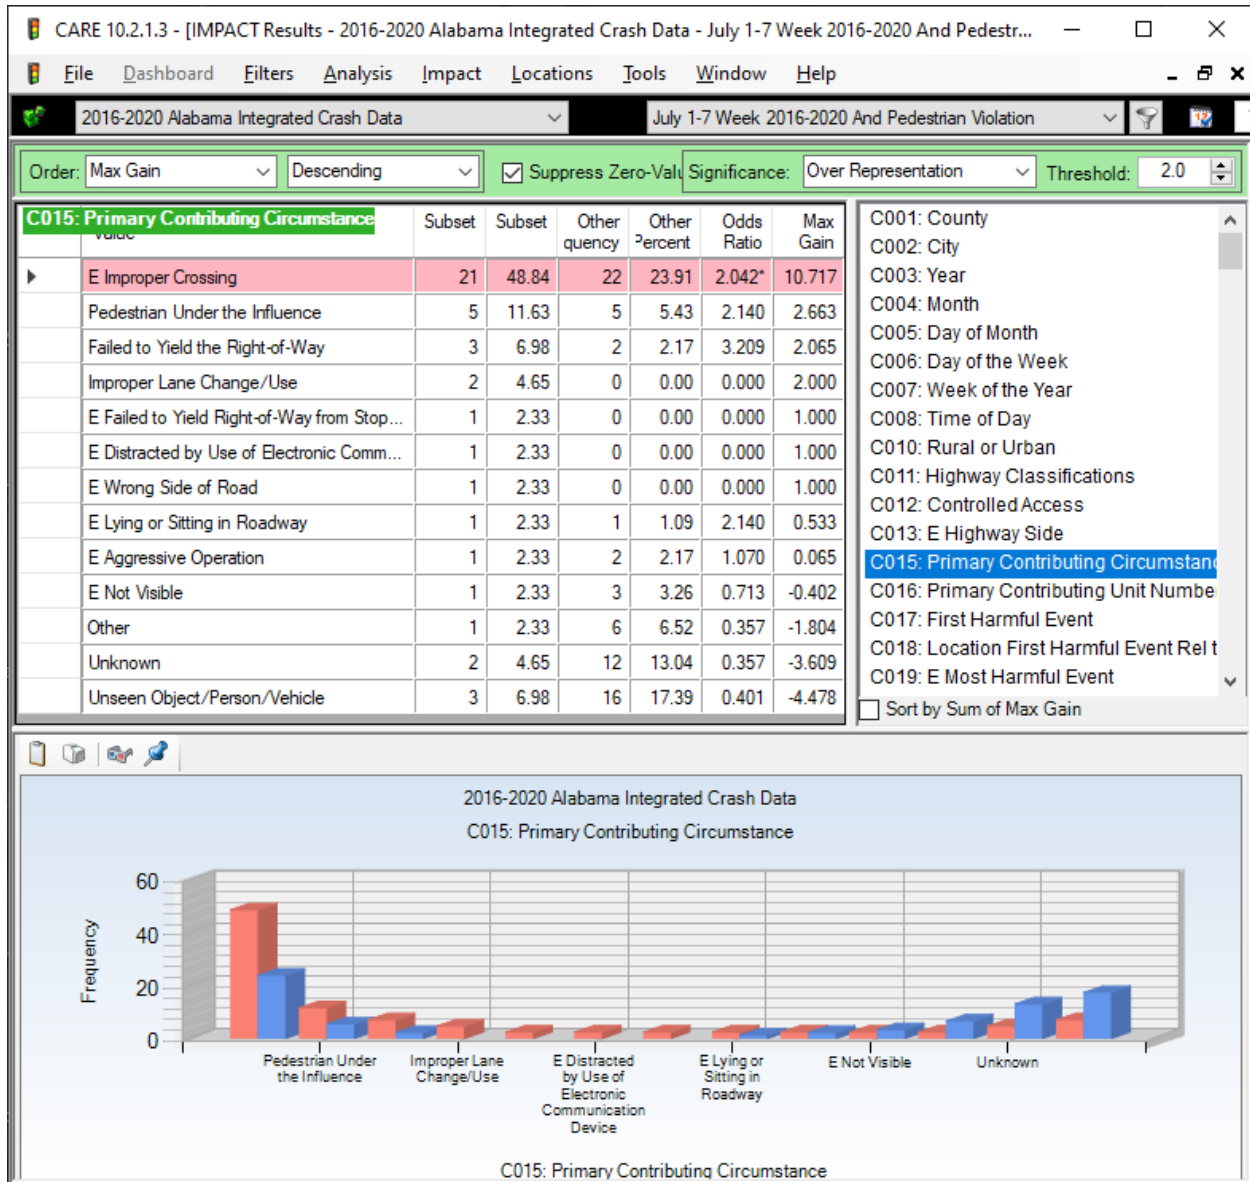 CARE 10.2.1.3 - [IMPACT Results - 2016-2020 Alabama Integrated Crash Data - July 1-7 Week 2016-2020 And Pedestr...
File Dashboard Filters Analysis Impact Locations Tools Window Help
2016-2020 Alabama Integrated Crash Data July 1-7 Week 2016-2020 And Pedestrian Violation
Order: Max Gain Descending Suppress Zero-Valu Significance: Over Representation Threshold: 2.0
C015: Primary Contributing Circumstance Subset Subset Other quency Other Percent Odds Ratio Max Gain
E Improper Crossing 21 48.84 22 23.91 2.042* 10.717
Pedestrian Under the Influence 5 11.63 5 5.43 2.140 2.663
Failed to Yield the Right-of-Way 3 6.98 2 2.17 3.209 2.065
Improper Lane Change/Use 2 4.65 0 0.00 0.000 2.000
E Failed to Yield Right-of-Way from Stop... 1 2.33 0 0.00 0.000 1.000
E Distracted by Use of Electronic Comm... 1 2.33 0 0.00 0.000 1.000
E Wrong Side of Road 1 2.33 0 0.00 0.000 1.000
E Lying or Sitting in Roadway 1 2.33 1 1.09 2.140 0.533
E Aggressive Operation 1 2.33 2 2.17 1.070 0.065
E Not Visible 1 2.33 3 3.26 0.713 -0.402
Other 1 2.33 6 6.52 0.357 -1.804
Unknown 2 4.65 12 13.04 0.357 -3.609
Unseen Object/Person/Vehicle 3 6.98 16 17.39 0.401 -4.478
C001: County
C002: City
C003: Year
C004: Month
C005: Day of Month
C006: Day of the Week
C007: Week of the Year
C008: Time of Day
C010: Rural or Urban
C011: Highway Classifications
C012: Controlled Access
C013: E Highway Side
C015: Primary Contributing Circumstanc
C016: Primary Contributing Unit Numbe
C017: First Harmful Event
C018: Location First Harmful Event Rel t
C019: E Most Harmful Event
Sort by Sum of Max Gain
2016-2020 Alabama Integrated Crash Data
C015: Primary Contributing Circumstance
60
40
20
0
Frequency
Pedestrian Under
the Influence
Improper Lane
Change/Use
E Distracted
by Use of
Electronic
Communication
Device
E Lying or
Sitting in
Roadway
E Not Visible
Unknown
C015: Primary Contributing Circumstance